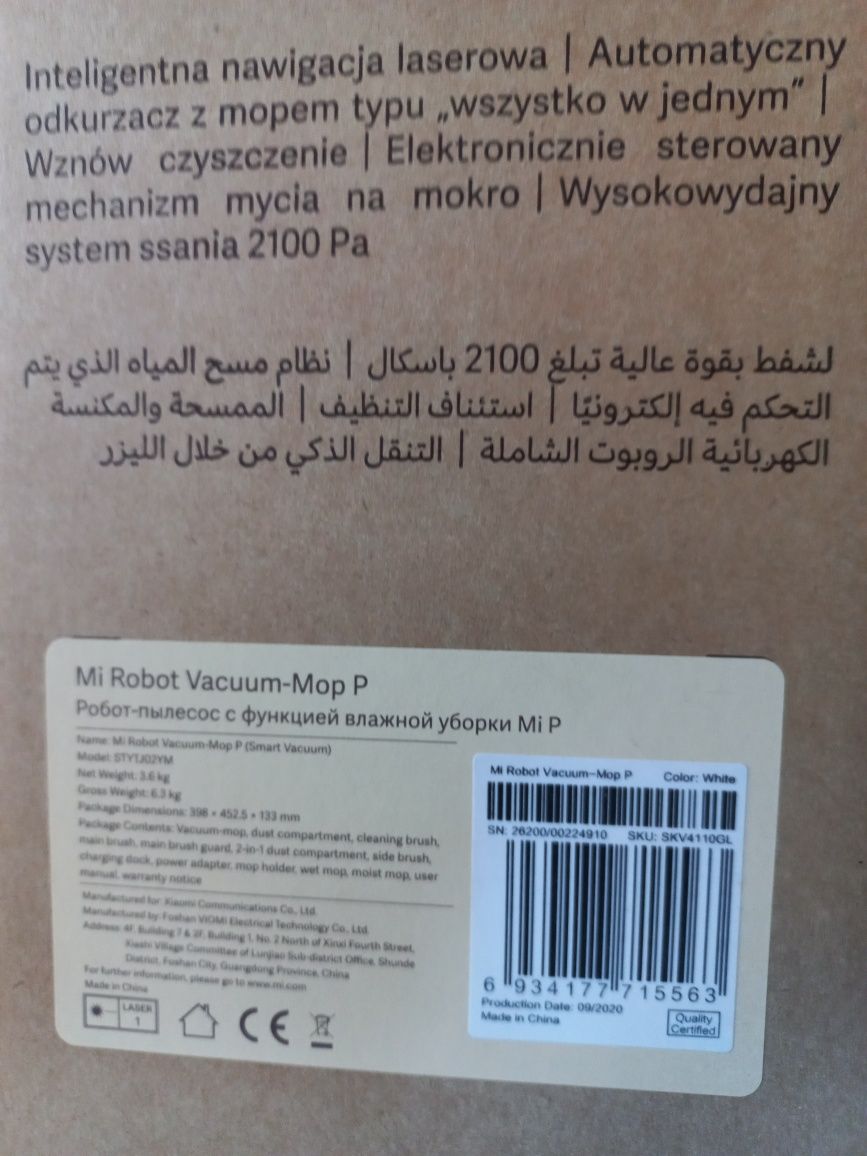 Inteligentna nawigacja laserowa | Automatyczny
odkurzacz z mopem typu „wszystko w jednym" |
Wznów czyszczenie | Elektronicznie sterowany
mechanizm mycia na mokro | Wysokowydajny
system ssania 2100 Pa
لشفط بقوة عالية تبلغ 2100 باسكال | نظام مسح المياه الذي يتم
التحكم فيه إلكترونيًا | استئناف التنظيف | الممسحة والمكنسة
الكهربائية الروبوت الشاملة | التنقل الذكي من خلال الليزر
Mi Robot Vacuum-Mop P
Робот-пылесос с функцией влажной уборки Mi P
Name: Mi Robot Vacuum-Mop P (Smart Vacuum)
Model: STYTJ02YM
Net Weight: 3.6 kg
Gross Weight: 6.3 kg
Package Dimensions: 398 × 452.5 × 133 mm
Package Contents: Vacuum-mop, dust compartment, cleaning brush,
main brush, main brush guard, 2-in-1 dust compartment, side brush,
charging dock, power adapter, mop holder, wet mop, moist mop, user
manual, warranty notice
Manufactured for: Xiaomi Communications Co., Ltd.
Manufactured by: Foshan VIOMI Electrical Technology Co., Ltd.
Address: 4F, Building 7 & 2F, Building 1, No. 2 North of Xinxi Fourth Street,
Xiashi Village Committee of Lunjiao Sub-district Office, Shunde
District, Foshan City, Guangdong Province, China
For further information, please go to www.mi.com
Made in China
LASER
1
CE
Mi Robot Vacuum-Mop P Color: White
SN: 26200/00224910 SKU: SKV4110GL
6 934177 715563
Production Date: 09/2020
Made in China
Quality
Certified